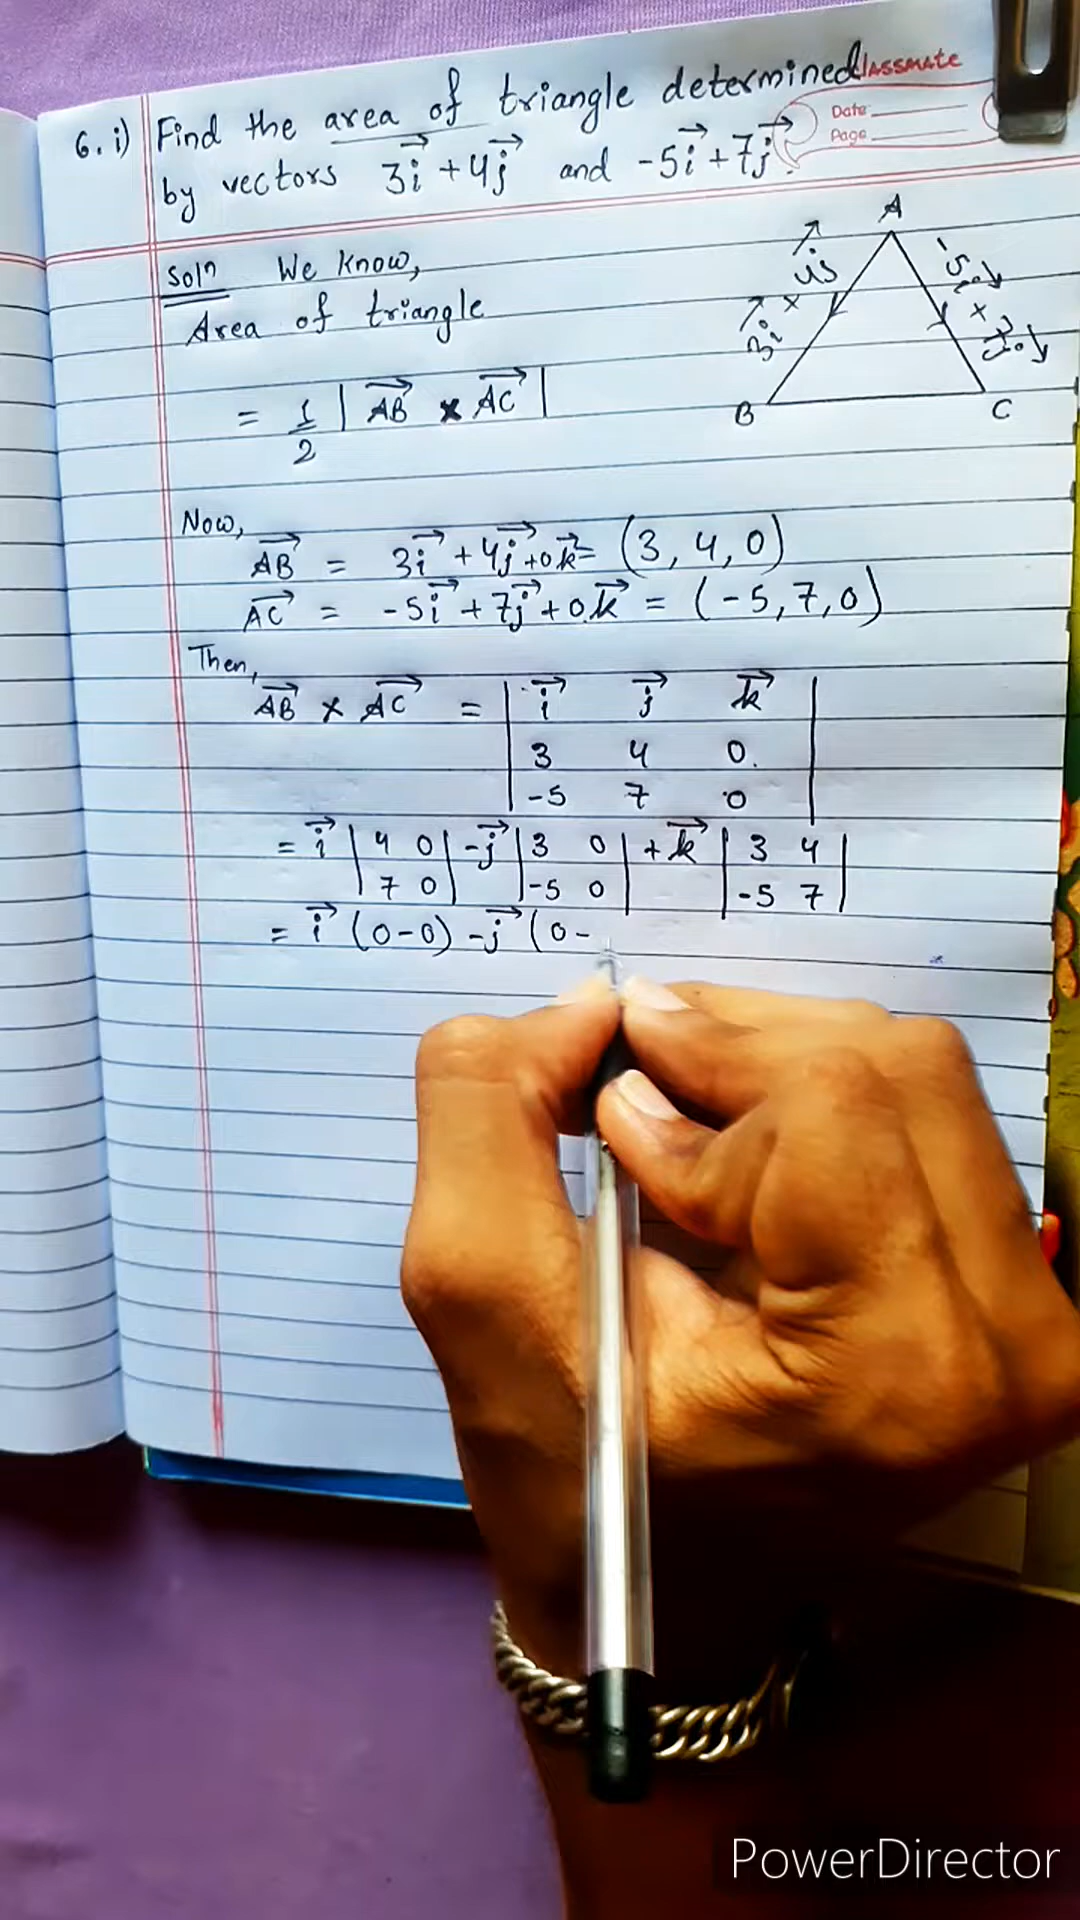 classmate
Date
Page
6. i) Find the area of triangle determined
by vectors 3i⃗ + 4j⃗ and -5i⃗ + 7j⃗.
Soln We know,
Area of triangle
= 1/2 | AB⃗ × AC⃗ |
A
3i⃗ × 4j⃗
-5i⃗ × 7j⃗
B
C
Now,
AB⃗ = 3i⃗ + 4j⃗ + 0k⃗ = (3, 4, 0)
AC⃗ = -5i⃗ + 7j⃗ + 0.k⃗ = (-5, 7, 0)
Then,
AB⃗ × AC⃗ = | i⃗ j⃗ k⃗ |
3 4 0.
-5 7 0
= i⃗ | 4 0 | -j⃗ | 3 0 | + k⃗ | 3 4 |
7 0 | -5 0 | -5 7
= i⃗ (0-0) -j⃗ (0-
PowerDirector